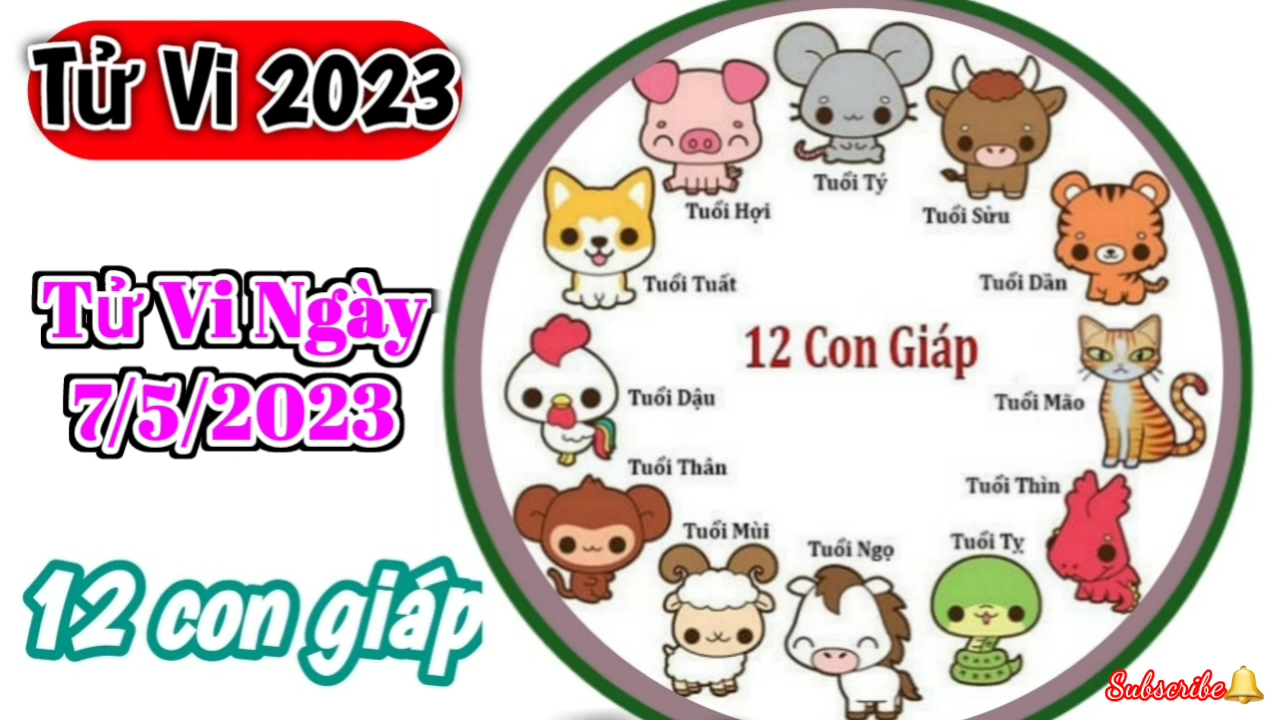 Tử Vi 2023
Tử Vi Ngày
7/5/2023
12 con giáp
Tuổi Tý
Tuổi Hợi
Tuổi Sửu
Tuổi Tuất
Tuổi Dần
12 Con Giáp
Tuổi Dậu
Tuổi Mão
Tuổi Thân
Tuổi Thìn
Tuổi Mùi
Tuổi Ngọ
Tuổi Tỵ
Subscribe